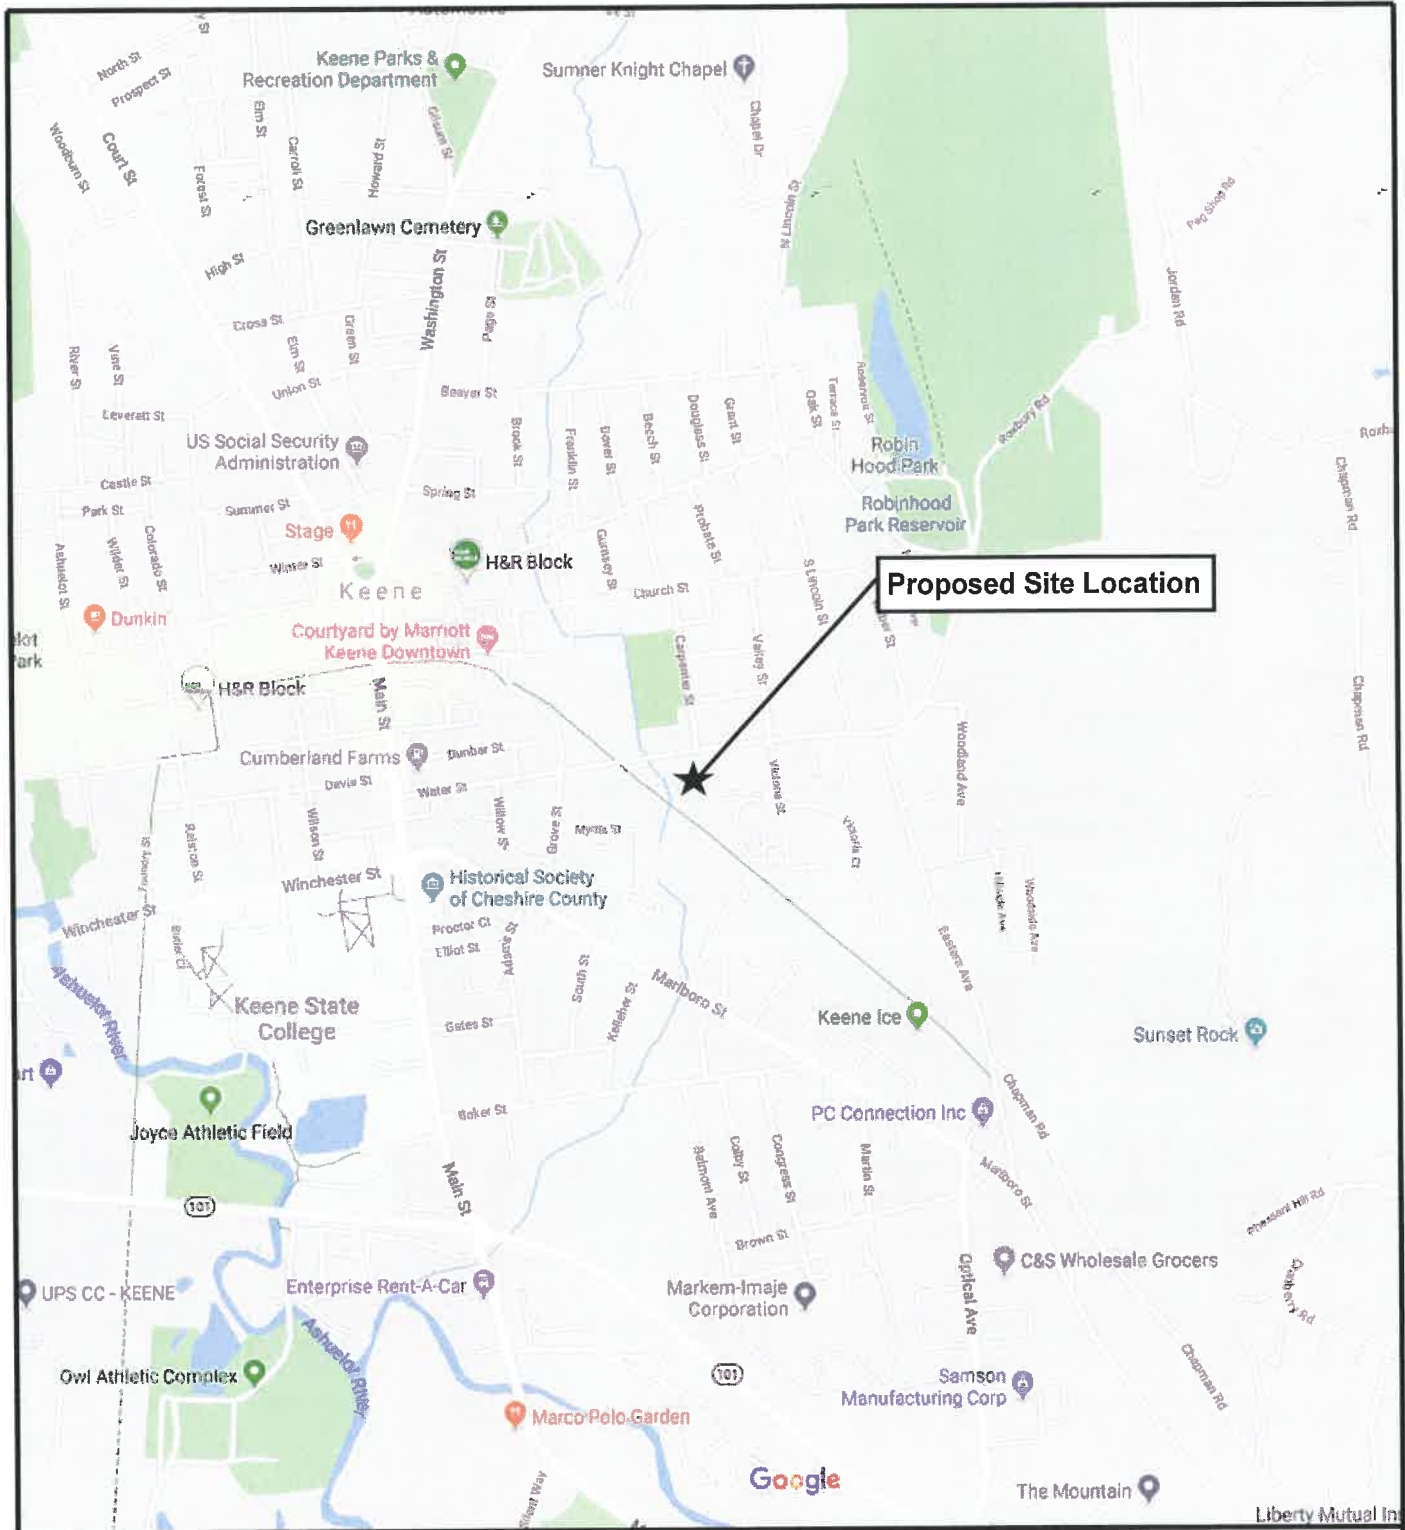 Keene Parks &
Recreation Department
Sumner Knight Chapel
North St
Prospect St
Elm St
Carroll St
Howard St
Gilsum St
Chapel Dr
Woodburn St
Court St
Forest St
N Lincoln St
Peg Shop Rd
Greenlawn Cemetery
High St
Washington St
Page St
Jordan Rd
Cross St
Elm St
Green St
River St
Vine St
Union St
Beaver St
Leverett St
Brook St
Franklin St
Dover St
Beech St
Douglass St
Grant St
Oak St
Terrace St
Reservoir St
Roxbury Rd
US Social Security
Administration
Robin
Hood Park
Castle St
Park St
Summer St
Spring St
Robinhood
Park Reservoir
Chapman Rd
Stage
Probate St
Ashuelot St
Wilder St
Colorado St
Winter St
H&R Block
Gurnsey St
Keene
Church St
S Lincoln St
Proposed Site Location
Dunkin
Courtyard by Marriott
Keene Downtown
Carpenter St
Valley St
H&R Block
Main St
Chapman Rd
Cumberland Farms
Dunbar St
Davis St
Water St
Victoria St
Woodland Ave
Ralston St
Wilson St
Willow St
Grove St
Myrtle St
Victoria Ct
Foundry St
Winchester St
Historical Society
of Cheshire County
Winchester St
Butler Ct
Proctor Ct
Elliot St
Adams St
Woodside Ave
Eastern Ave
Ashuelot River
South St
Kelleher St
Marlboro St
Keene State
College
Gates St
Keene Ice
Sunset Rock
Joyce Athletic Field
Baker St
PC Connection Inc
Chapman Rd
Belmont Ave
Colby St
Congress St
Martin St
Marlboro St
Main St
101
Brown St
Pheasant Hill Rd
UPS CC - KEENE
Enterprise Rent-A-Car
Markem-Imaje
Corporation
Optical Ave
C&S Wholesale Grocers
Ashuelot River
Owl Athletic Complex
101
Samson
Manufacturing Corp
Chapman Rd
Marco Polo Garden
Google
The Mountain
Liberty Mutual In